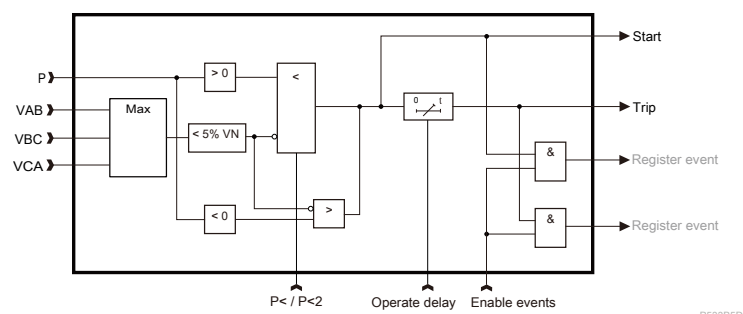 Start
P
> 0
<
VAB
Max
0 t
Trip
VBC
< 5% VN
VCA
&
Register event
< 0
>
&
Register event
P< / P<2
Operate delay
Enable events